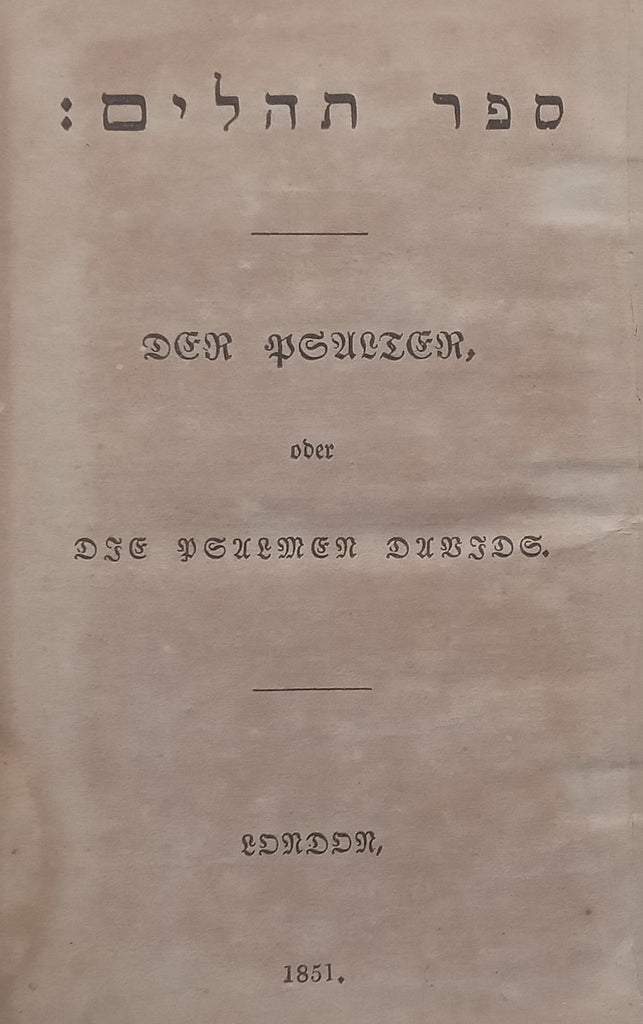 ספר תהלים:
DER PSALTER,
oder
DIE PSALMEN DAVIDS.
LONDON,
1851.